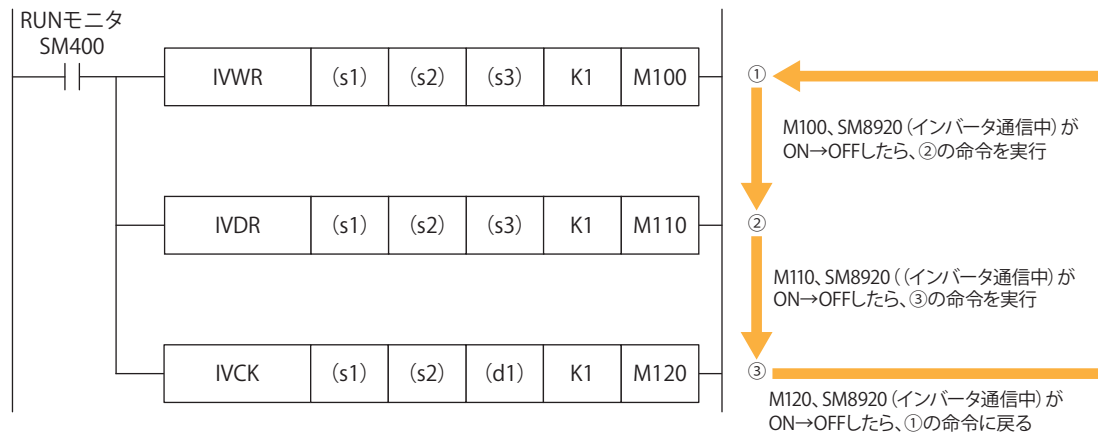 RUNモニタ
SM400
IVWR (s1) (s2) (s3) K1 M100
①
M100、SM8920（インバータ通信中）が
ON→OFFしたら、②の命令を実行
IVDR (s1) (s2) (s3) K1 M110
②
M110、SM8920（（インバータ通信中）が
ON→OFFしたら、③の命令を実行
IVCK (s1) (s2) (d1) K1 M120
③
M120、SM8920（インバータ通信中）が
ON→OFFしたら、①の命令に戻る